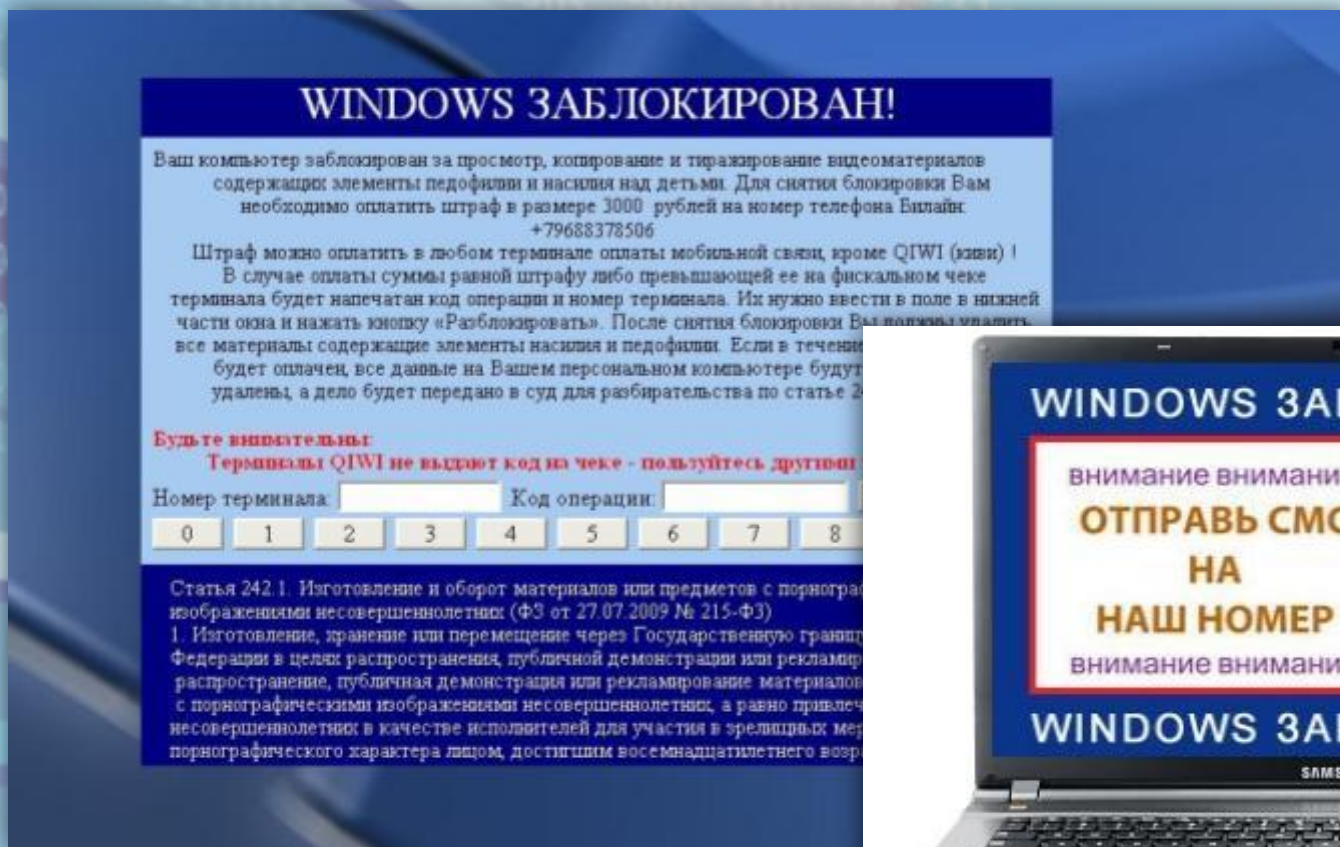 WINDOWS ЗАБЛОКИРОВАН!
Ваш компьютер заблокирован за просмотр, копирование и тиражирование видеоматериалов
содержащих элементы педофилии и насилия над детьми. Для снятия блокировки Вам
необходимо оплатить штраф в размере 3000 рублей на номер телефона Билайн:
+79688378506
Штраф можно оплатить в любом терминале оплаты мобильной связи, кроме QIWI (киви) !
В случае оплаты суммы равной штрафу либо превышающей ее на фискальном чеке
терминала будет напечатан код операции и номер терминала. Их нужно ввести в поле в нижней
части окна и нажать кнопку «Разблокировать». После снятия блокировки Вы должны удалить
все материалы содержащие элементы насилия и педофилии. Если в течение
будет оплачен, все данные на Вашем персональном компьютере будут
удалены, а дело будет передано в суд для разбирательства по статье 2
Будьте внимательны:
Терминалы QIWI не выдают код на чеке - пользуйтесь другими
Номер терминала: Код операции:
0 1 2 3 4 5 6 7 8
Статья 242.1. Изготовление и оборот материалов или предметов с порнограф
изображениями несовершеннолетних (ФЗ от 27.07.2009 № 215-ФЗ)
1. Изготовление, хранение или перемещение через Государственную границ
Федерации в целях распространения, публичной демонстрации или рекламир
распространение, публичная демонстрация или рекламирование материалов
с порнографическими изображениями несовершеннолетних, а равно привлеч
несовершеннолетних в качестве исполнителей для участия в зрелищных мер
порнографического характера лицом, достигшим восемнадцатилетнего возр
WINDOWS ЗАБ
внимание внимани
ОТПРАВЬ СМС
НА
НАШ НОМЕР
внимание внимани
WINDOWS ЗАБ
SAMS